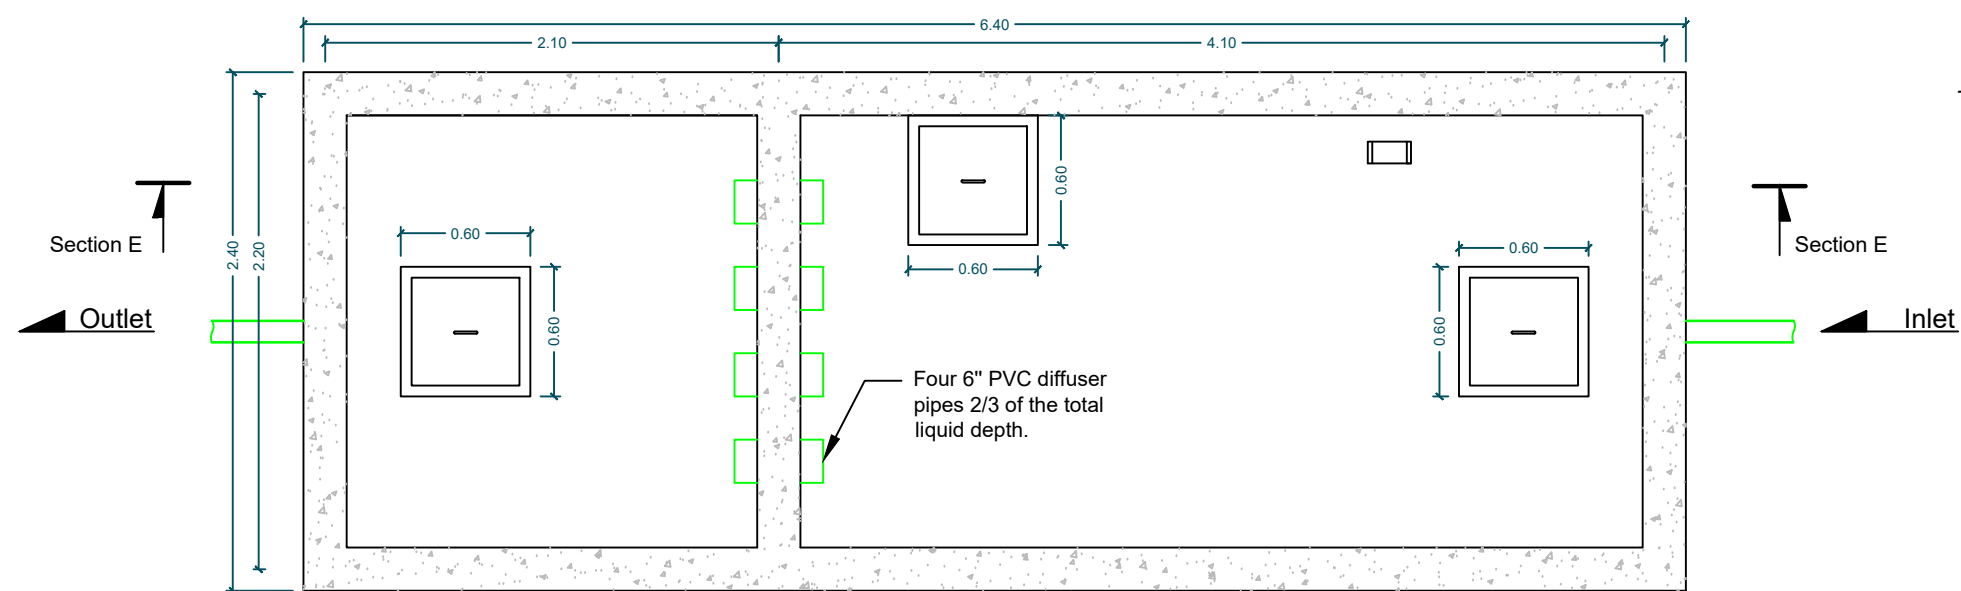 6.40
2.10
4.10
Section E
2.40
2.20
0.60
0.60
0.60
0.60
0.60
0.60
Section E
Outlet
Inlet
Four 6" PVC diffuser
pipes 2/3 of the total
liquid depth.